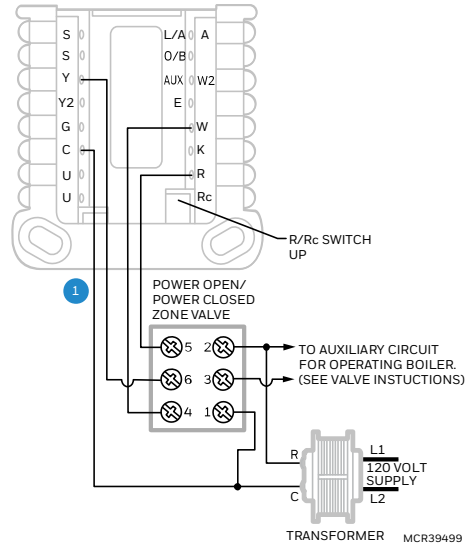 S L/A A
S O/B
Y AUX W2
Y2 E
G W
C K
U R
U Rc
R/Rc SWITCH
UP
1
POWER OPEN/
POWER CLOSED
ZONE VALVE
5 2
6 3
4 1
TO AUXILIARY CIRCUIT
FOR OPERATING BOILER.
(SEE VALVE INSTUCTIONS)
R
C
L1
120 VOLT
SUPPLY
L2
TRANSFORMER
MCR39499